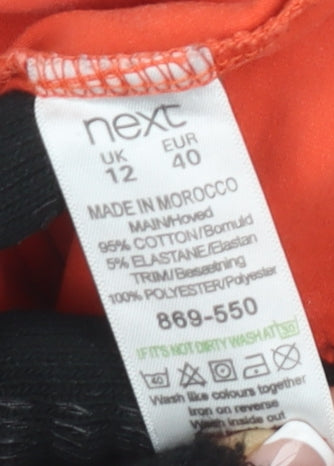 next
UK EUR
12 40
MADE IN MOROCCO
MAIN/Hoved
95% COTTON/Bomuld
5% ELASTANE/Elastan
TRIM/Besætning
100% POLYESTER/Polyester
869-550
IF IT'S NOT DIRTY WASH AT 30
40
Wash like colours together
Iron on reverse
Wash inside out